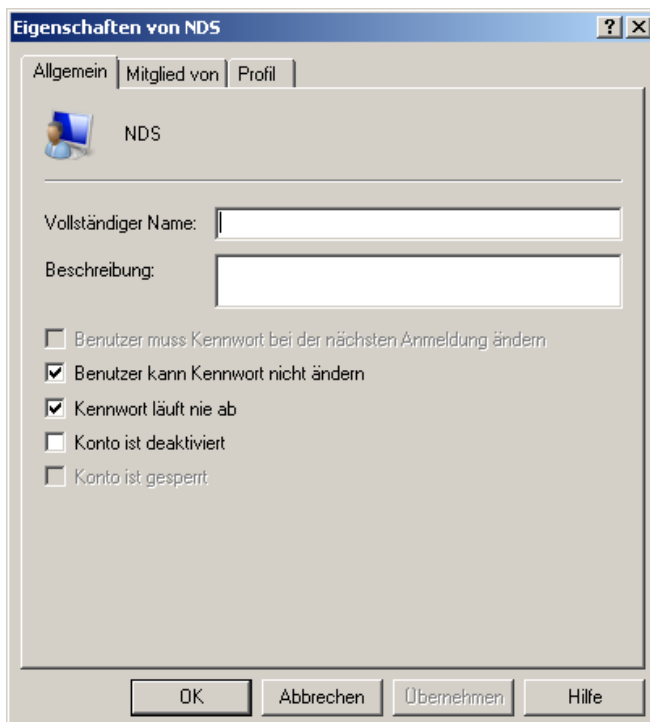 Eigenschaften von NDS
Allgemein Mitglied von Profil
NDS
Vollständiger Name:
Beschreibung:
Benutzer muss Kennwort bei der nächsten Anmeldung ändern
Benutzer kann Kennwort nicht ändern
Kennwort läuft nie ab
Konto ist deaktiviert
Konto ist gesperrt
OK Abbrechen Übernehmen Hilfe